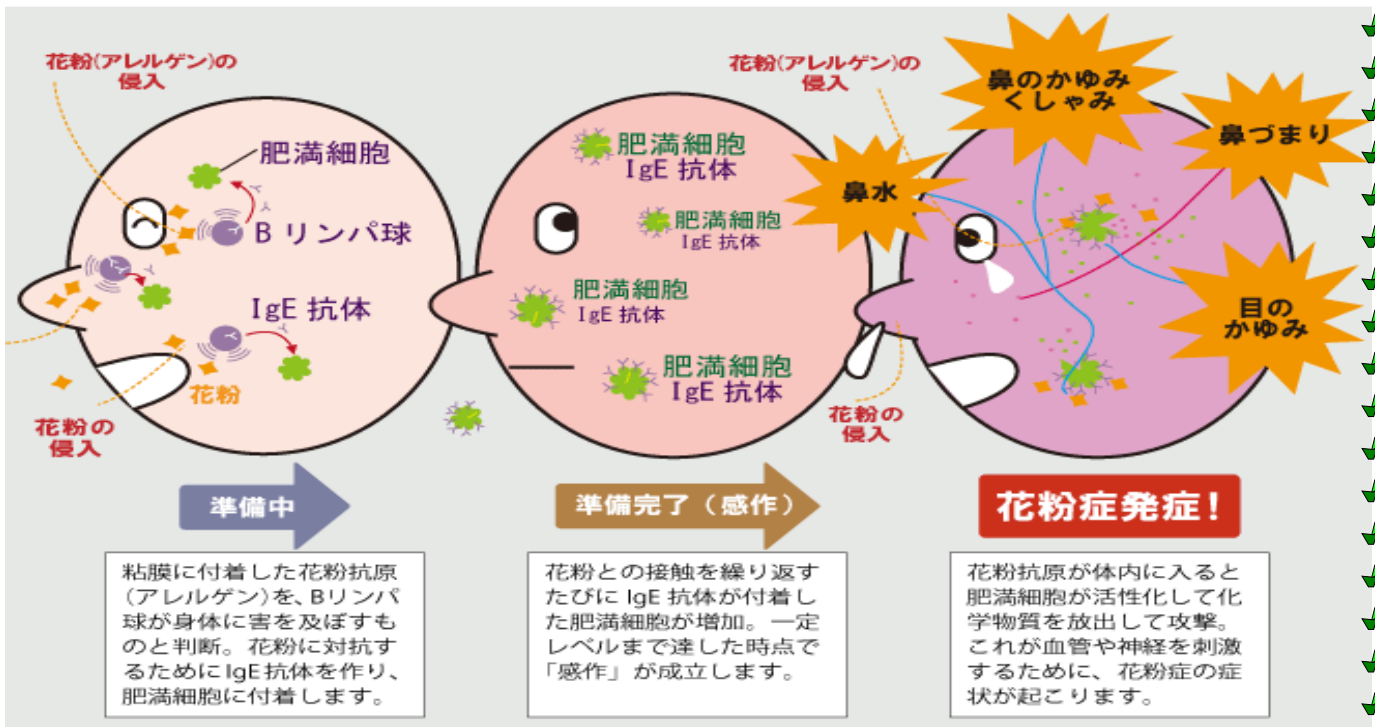 花粉(アレルゲン)の
侵入
肥満細胞
B リンパ球
IgE 抗体
花粉
花粉の
侵入
準備中
粘膜に付着した花粉抗原
(アレルゲン)を、Bリンパ
球が身体に害を及ぼすも
のと判断。花粉に対抗す
るためにIgE抗体を作り、
肥満細胞に付着します。
肥満細胞
IgE 抗体
肥満細胞
IgE 抗体
肥満細胞
IgE 抗体
肥満細胞
IgE 抗体
準備完了(感作)
花粉との接触を繰り返す
たびに IgE 抗体が付着し
た肥満細胞が増加。一定
レベルまで達した時点で
「感作」が成立します。
花粉(アレルゲン)の
侵入
鼻のかゆみ
くしゃみ
鼻づまり
鼻水
目の
かゆみ
花粉の
侵入
花粉症発症!
花粉抗原が体内に入ると
肥満細胞が活性化して化
学物質を放出して攻撃。
これが血管や神経を刺激
するために、花粉症の症
状が起こります。